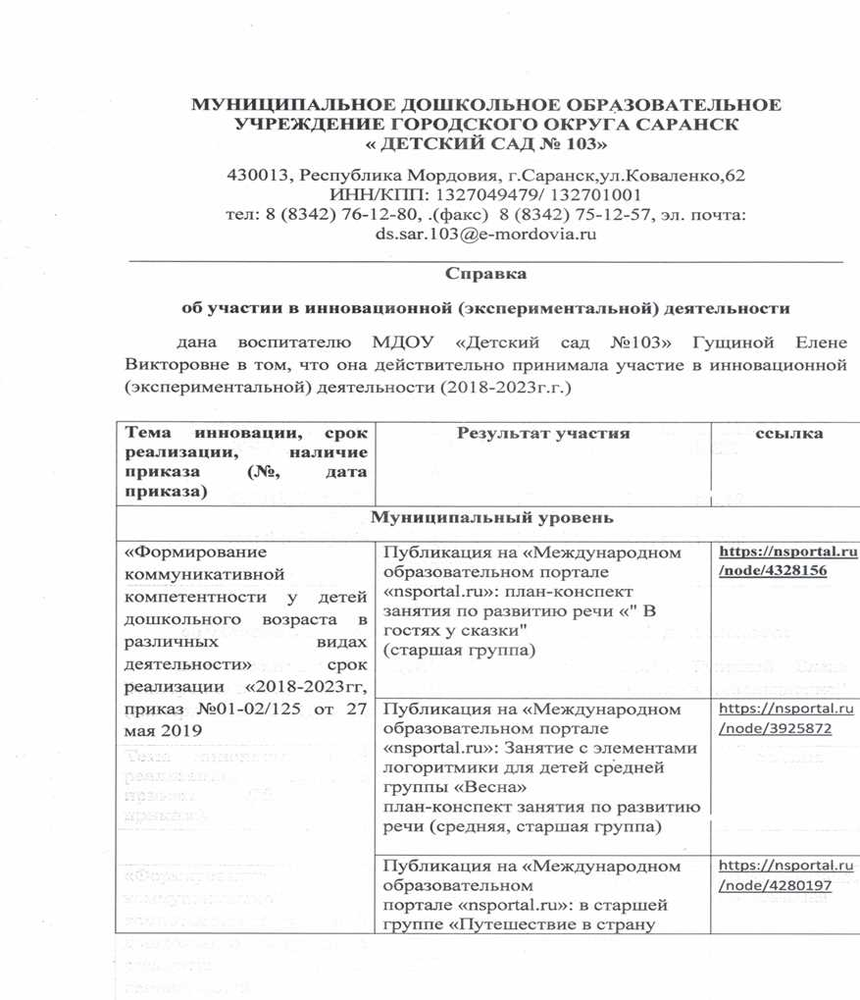 МУНИЦИПАЛЬНОЕ ДОШКОЛЬНОЕ ОБРАЗОВАТЕЛЬНОЕ
УЧРЕЖДЕНИЕ ГОРОДСКОГО ОКРУГА САРАНСК
« ДЕТСКИЙ САД № 103»
430013, Республика Мордовия, г.Саранск,ул.Коваленко,62
ИНН/КПП: 1327049479/ 132701001
тел: 8 (8342) 76-12-80, .(факс) 8 (8342) 75-12-57, эл. почта:
ds.sar.103@e-mordovia.ru
Справка
об участии в инновационной (экспериментальной) деятельности
дана воспитателю МДОУ «Детский сад №103» Гущиной Елене
Викторовне в том, что она действительно принимала участие в инновационной
(экспериментальной) деятельности (2018-2023г.г.)
Тема инновации, срок
реализации, наличие
приказа (№, дата
приказа)
Результат участия
ссылка
Муниципальный уровень
«Формирование
коммуникативной
компетентности у детей
дошкольного возраста в
различных видах
деятельности» срок
реализации «2018-2023гг,
приказ №01-02/125 от 27
мая 2019
Публикация на «Международном
образовательном портале
«nsportal.ru»: план-конспект
занятия по развитию речи «" В
гостях у сказки"
(старшая группа)
https://nsportal.ru
/node/4328156
Публикация на «Международном
образовательном портале
«nsportal.ru»: Занятие с элементами
логоритмики для детей средней
группы «Весна»
план-конспект занятия по развитию
речи (средняя, старшая группа)
https://nsportal.ru
/node/3925872
Публикация на «Международном
образовательном
портале «nsportal.ru»: в старшей
группе «Путешествие в страну
https://nsportal.ru
/node/4280197